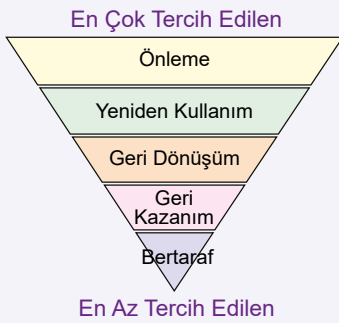 En Çok Tercih Edilen
Önleme
Yeniden Kullanım
Geri Dönüşüm
Geri
Kazanım
Bertaraf
En Az Tercih Edilen